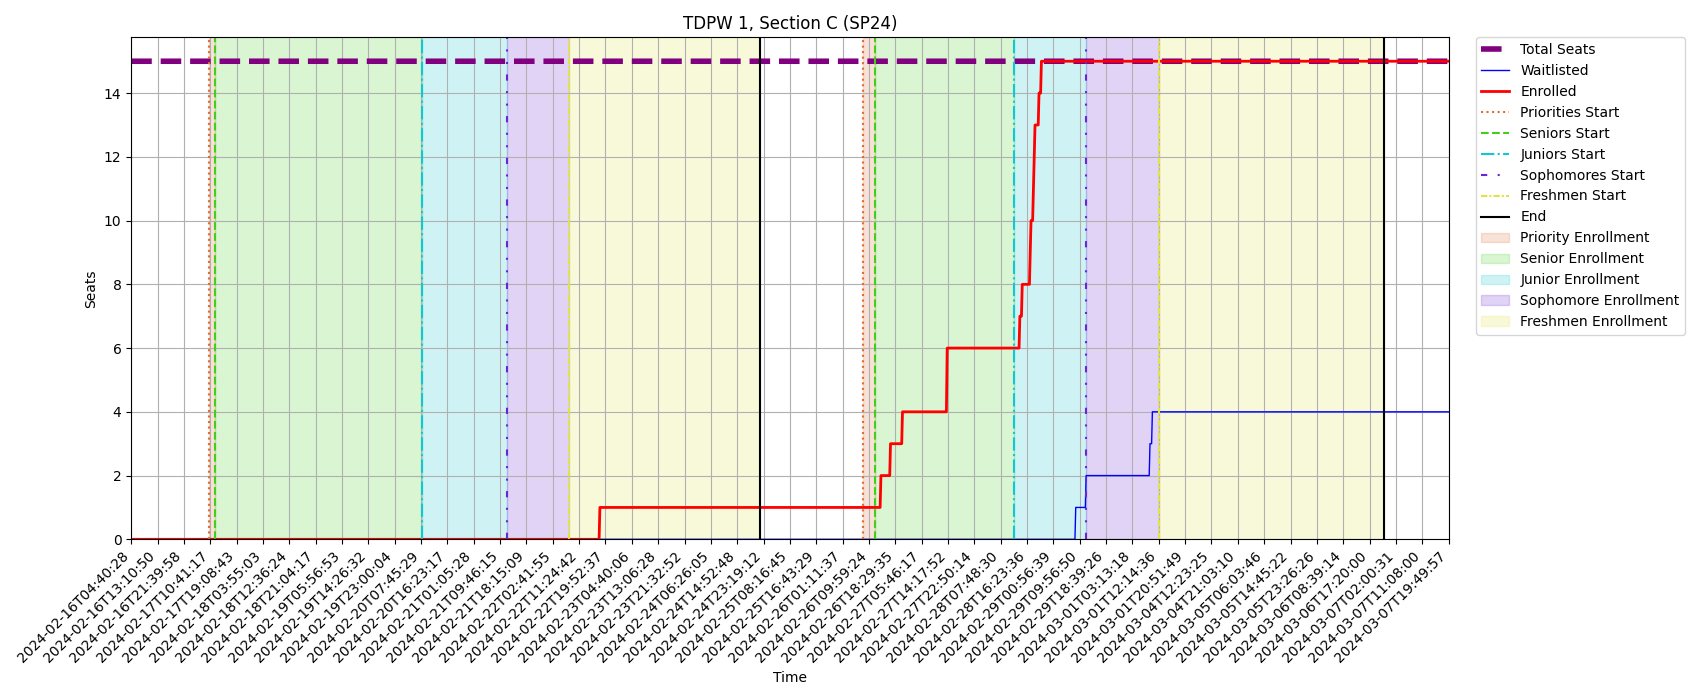 TDPW 1, Section C (SP24)
Seats
14
12
10
8
6
4
2
0
2024-02-16T04:40:28
2024-02-16T13:10:50
2024-02-16T21:39:58
2024-02-17T10:41:17
2024-02-17T19:08:43
2024-02-18T03:55:03
2024-02-18T12:36:24
2024-02-18T21:04:17
2024-02-19T05:56:53
2024-02-19T14:26:32
2024-02-19T23:00:04
2024-02-20T07:45:29
2024-02-20T16:23:17
2024-02-21T01:05:28
2024-02-21T09:46:15
2024-02-21T18:15:09
2024-02-22T02:41:55
2024-02-22T11:24:42
2024-02-22T19:52:37
2024-02-23T04:40:06
2024-02-23T13:06:28
2024-02-23T21:32:52
2024-02-24T06:26:05
2024-02-24T14:52:48
2024-02-24T23:19:12
2024-02-25T08:16:45
2024-02-25T16:43:29
2024-02-26T01:11:37
2024-02-26T09:59:24
2024-02-26T18:29:35
2024-02-27T05:46:17
2024-02-27T14:17:52
2024-02-27T22:50:14
2024-02-28T07:48:30
2024-02-28T16:23:36
2024-02-29T00:56:39
2024-02-29T09:56:50
2024-02-29T18:39:26
2024-03-01T03:13:18
2024-03-01T12:14:36
2024-03-01T20:51:49
2024-03-04T12:23:25
2024-03-04T21:03:10
2024-03-05T06:03:46
2024-03-05T14:45:22
2024-03-05T23:26:26
2024-03-06T08:39:14
2024-03-06T17:20:00
2024-03-07T02:00:31
2024-03-07T11:08:00
2024-03-07T19:49:57
Time
Total Seats
Waitlisted
Enrolled
Priorities Start
Seniors Start
Juniors Start
Sophomores Start
Freshmen Start
End
Priority Enrollment
Senior Enrollment
Junior Enrollment
Sophomore Enrollment
Freshmen Enrollment